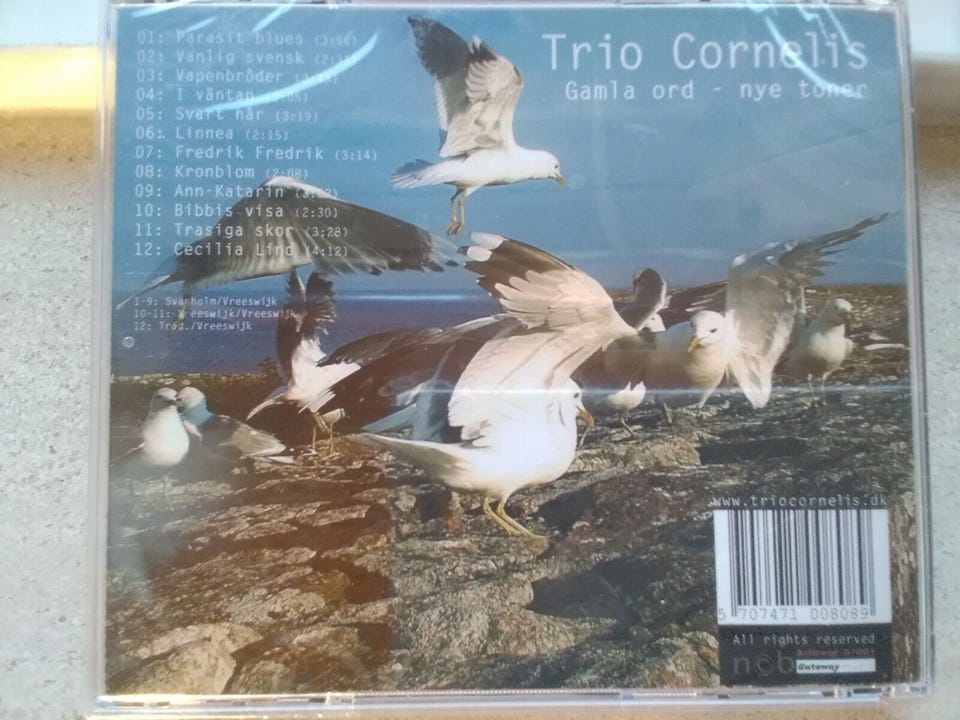 01: Parasit blues (3:56)
02: Vanlig svensk
03: Vapenbröder
04: I väntan
05: Svart hår (3:19)
06: Linnea (2:15)
07: Fredrik Fredrik (3:14)
08: Kronblom (2:08)
09: Ann-Katarin
10: Bibbis visa (2:30)
11: Trasiga skor (3:28)
12: Cecilia Lind (4:12)
1-9: Svanholm/Vreeswijk
10-11: Vreeswijk/Vreeswijk
12: Trad./Vreeswijk
Trio Cornelis
Gamla ord - nye toner
www.triocornelis.dk
5 707471 008089
All rights reserved
ncb
Gateway